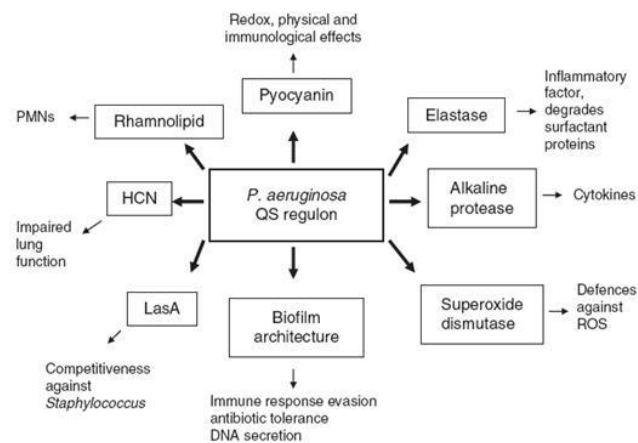 Redox, physical and
immunological effects
Pyocyanin
Inflammatory
factor,
degrades
surfactant
proteins
Elastase
PMNs
Rhamnolipid
HCN
P. aeruginosa
QS regulon
Alkaline
protease
Cytokines
Impaired
lung
function
LasA
Biofilm
architecture
Superoxide
dismutase
Defences
against
ROS
Competitiveness
against
Staphylococcus
Immune response evasion
antibiotic tolerance
DNA secretion